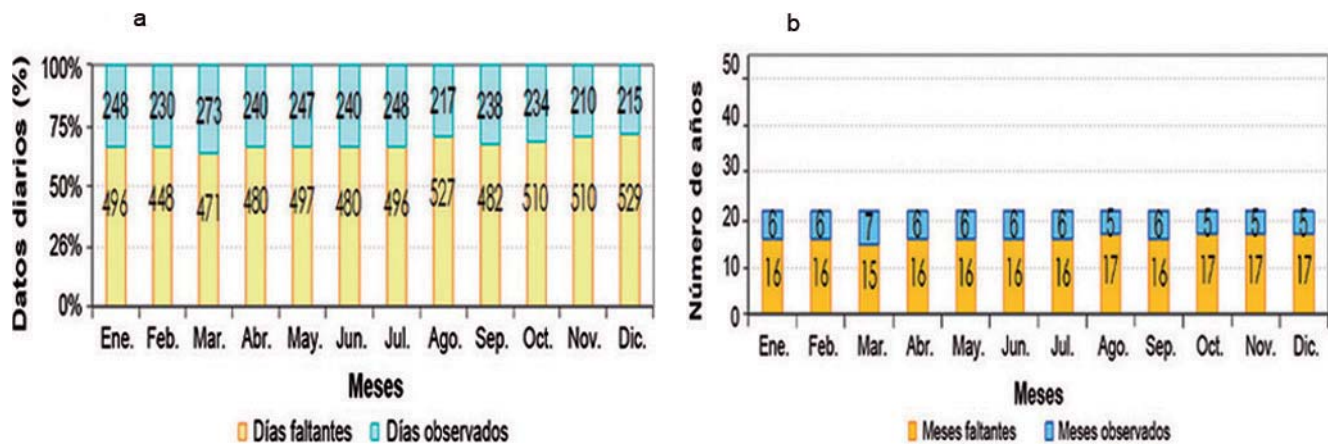 a
Datos diarios (%)
100%
75%
50%
26%
0%
248 230 273 240 247 240 248 217 238 234 210 215
496 448 471 480 497 480 496 527 482 510 510 529
Ene. Feb. Mar. Abr. May. Jun. Jul. Ago. Sep. Oct. Nov. Dic.
Meses
Días faltantes Días observados
b
Número de años
50
40
30
20
10
0
6 6 7 6 6 6 6 5 6 5 5 5
16 16 15 16 16 16 16 17 16 17 17 17
Ene. Feb. Mar. Abr. May. Jun. Jul. Ago. Sep. Oct. Nov. Dic.
Meses
Meses faltantes Meses observados